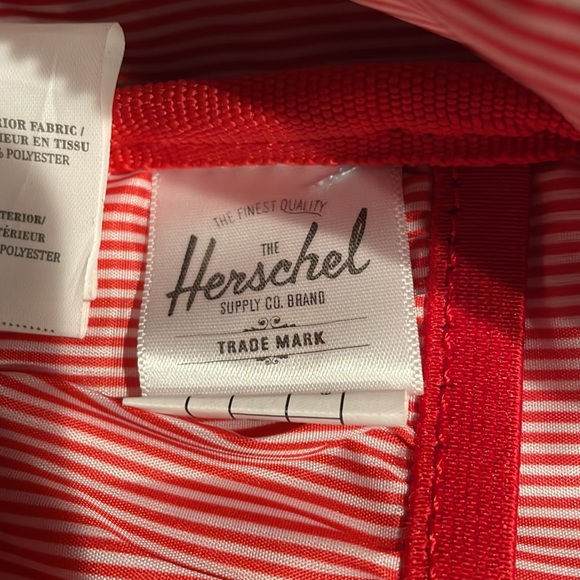 RIOR FABRIC /
IEUR EN TISSU
% POLYESTER
TERIOR/
TÉRIEUR
POLYESTER
THE FINEST QUALITY
THE
Herschel
SUPPLY CO. BRAND
TRADE MARK